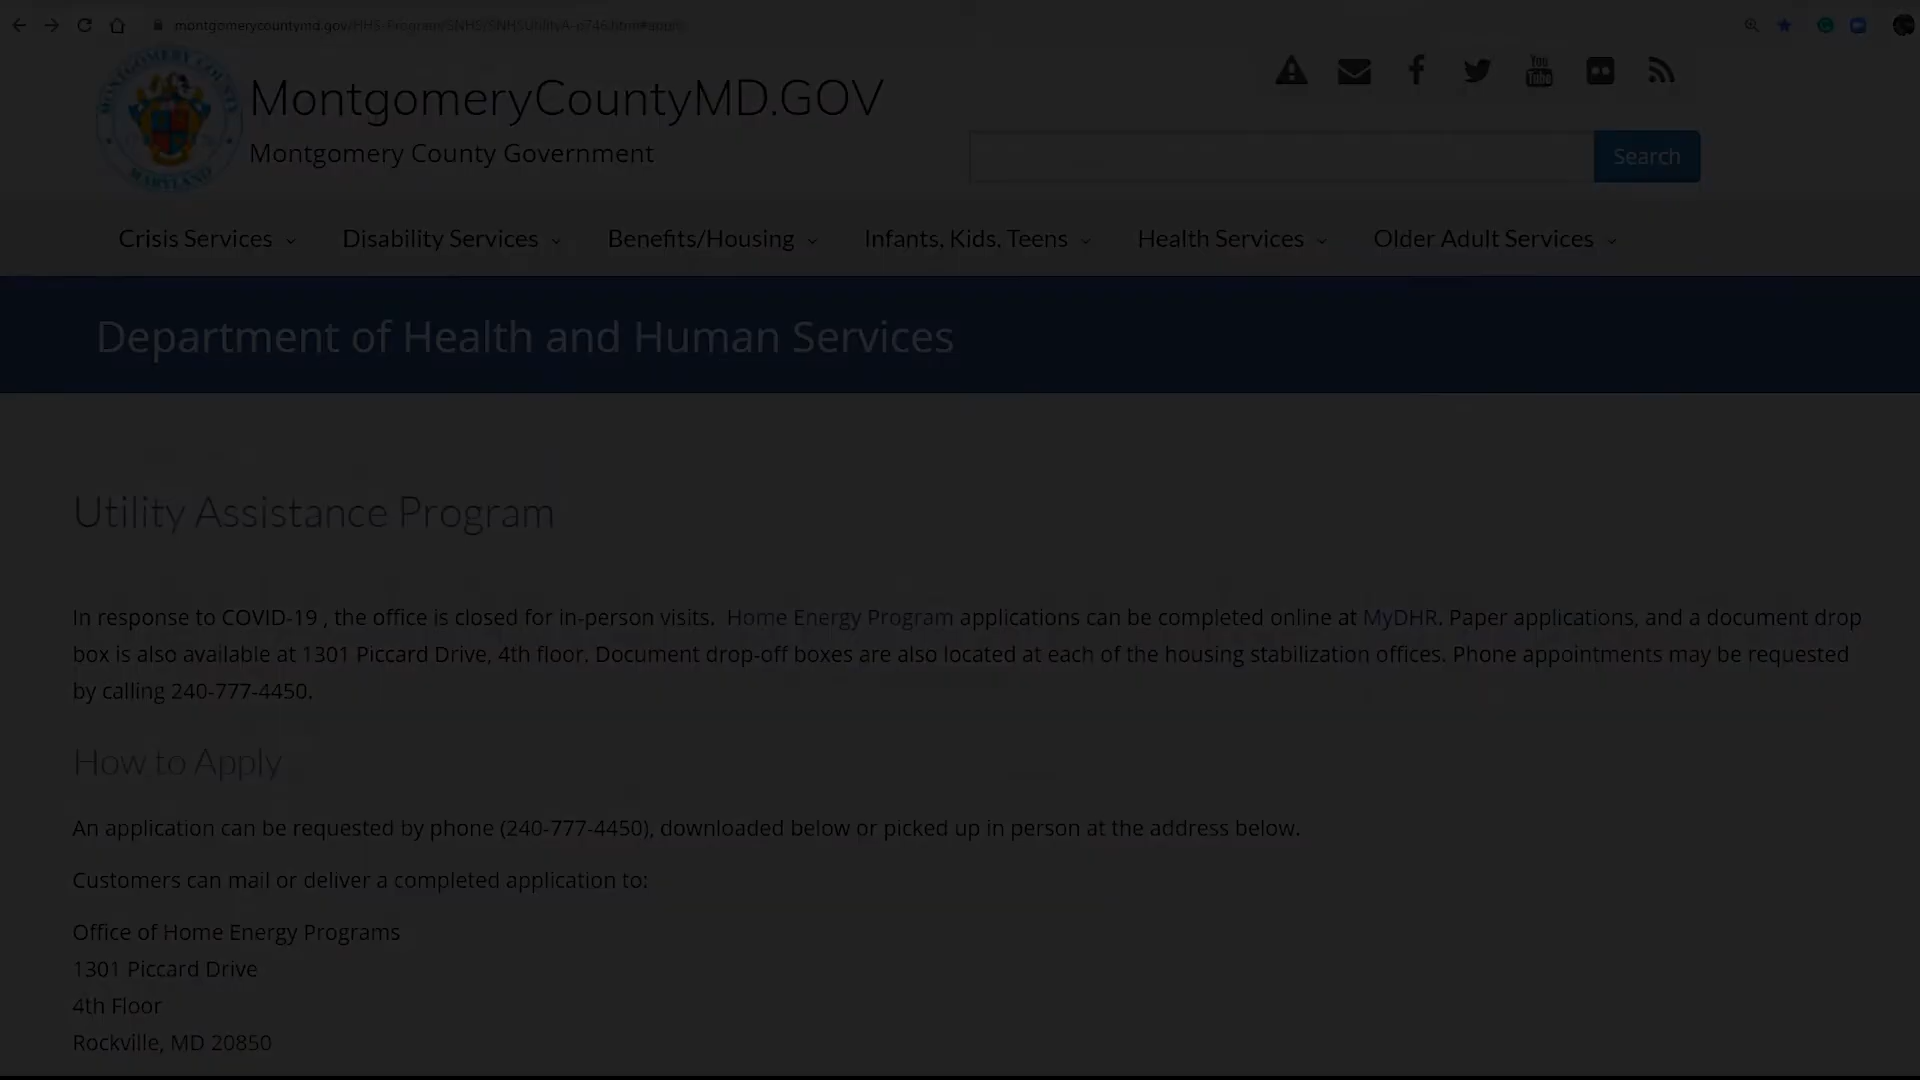 MONTGOMERY COUNTY
MARYLAND
MontgomeryCountyMD.GOV
Montgomery County Government
You
Tube
Search
Crisis Services
Disability Services
Benefits/Housing
Infants, Kids, Teens
Health Services
Older Adult Services
Department of Health and Human Services
Utility Assistance Program
In response to COVID-19 , the office is closed for in-person visits. Home Energy Program applications can be completed online at MyDHR. Paper applications, and a document drop
box is also available at 1301 Piccard Drive, 4th floor. Document drop-off boxes are also located at each of the housing stabilization offices. Phone appointments may be requested
by calling 240-777-4450.
How to Apply
An application can be requested by phone (240-777-4450), downloaded below or picked up in person at the address below.
Customers can mail or deliver a completed application to:
Office of Home Energy Programs
1301 Piccard Drive
4th Floor
Rockville, MD 20850